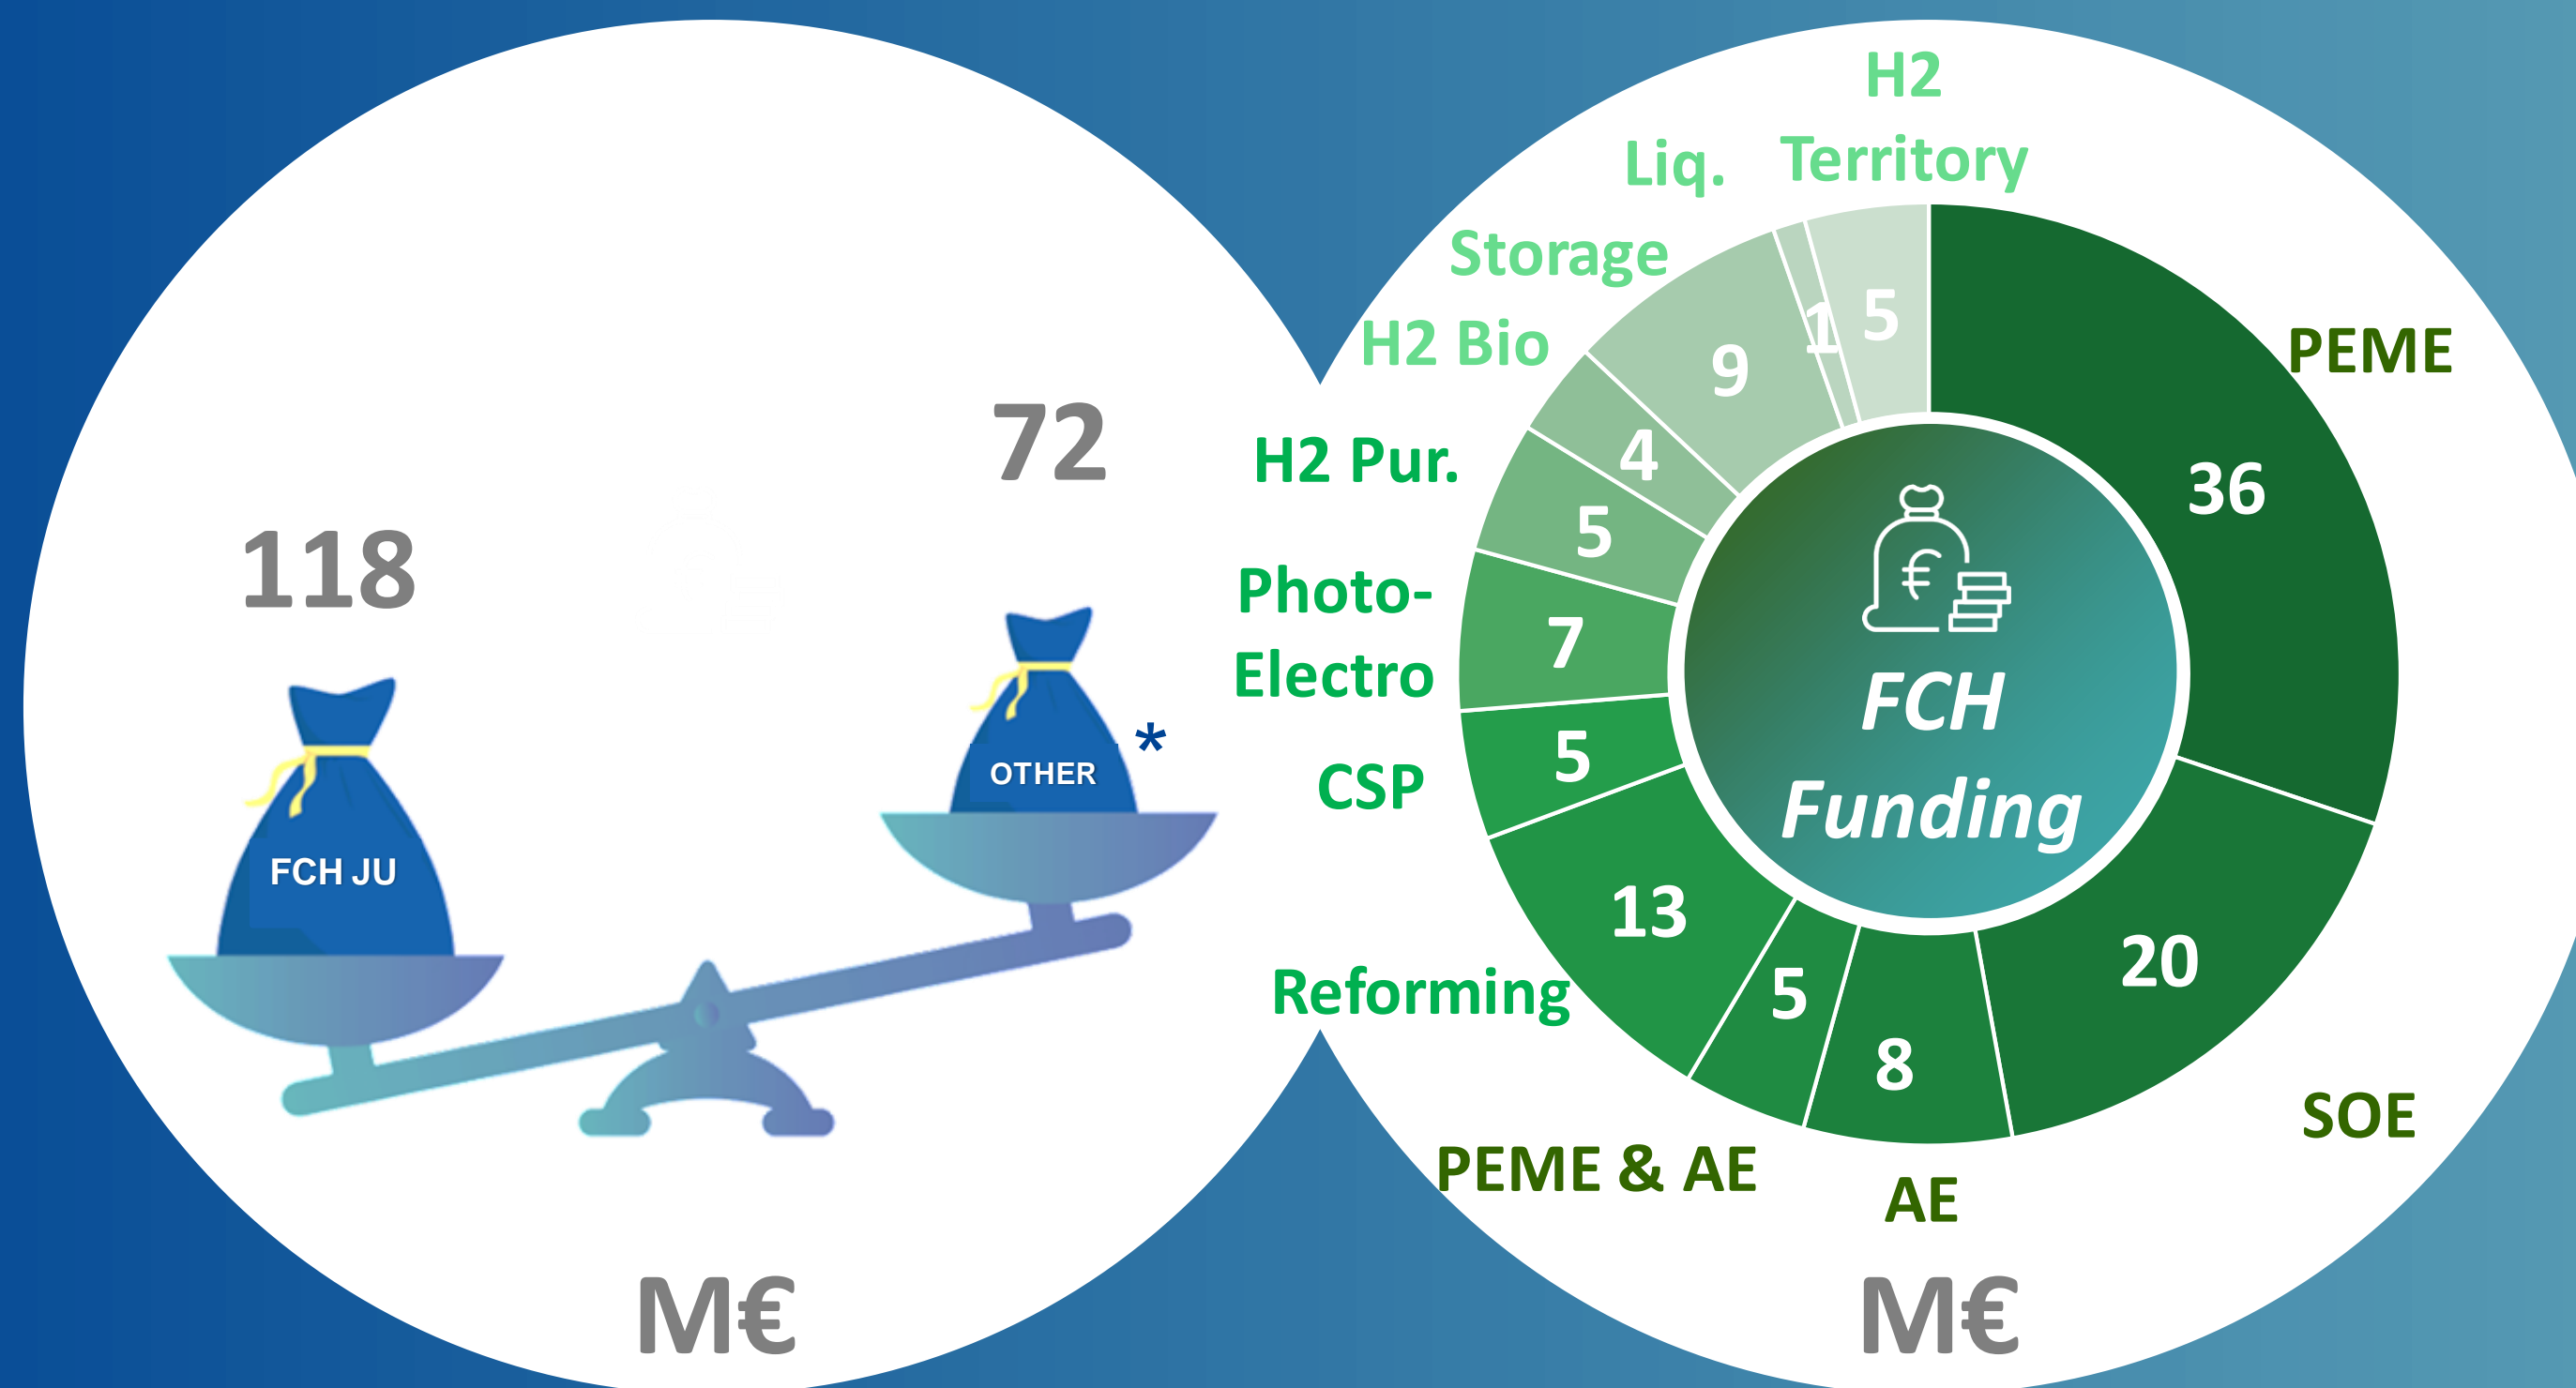 118
72
FCH JU
OTHER
*
M€
H2
Territory
Liq.
Storage
H2 Bio
H2 Pur.
Photo-
Electro
CSP
Reforming
PEME & AE
AE
SOE
PEME
36
20
8
5
13
5
7
5
4
9
1
5
€
FCH
Funding
M€